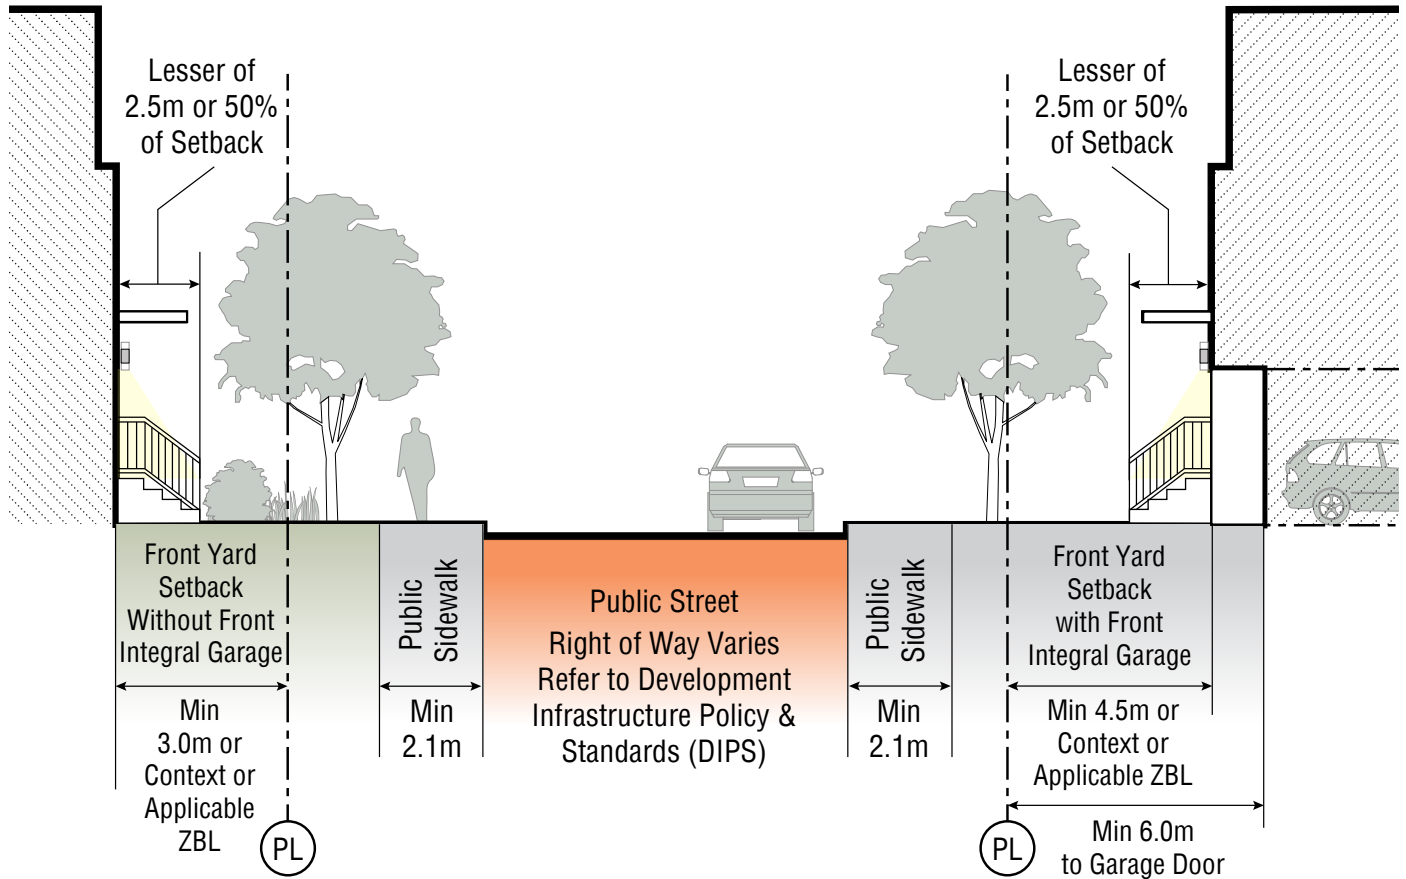 Lesser of
2.5m or 50%
of Setback
Lesser of
2.5m or 50%
of Setback
Front Yard
Setback
Without Front
Integral Garage
Min
3.0m or
Context or
Applicable
ZBL
PL
Public
Sidewalk
Min
2.1m
Public Street
Right of Way Varies
Refer to Development
Infrastructure Policy &
Standards (DIPS)
Public
Sidewalk
Min
2.1m
Front Yard
Setback
with Front
Integral Garage
Min 4.5m or
Context or
Applicable ZBL
PL
Min 6.0m
to Garage Door